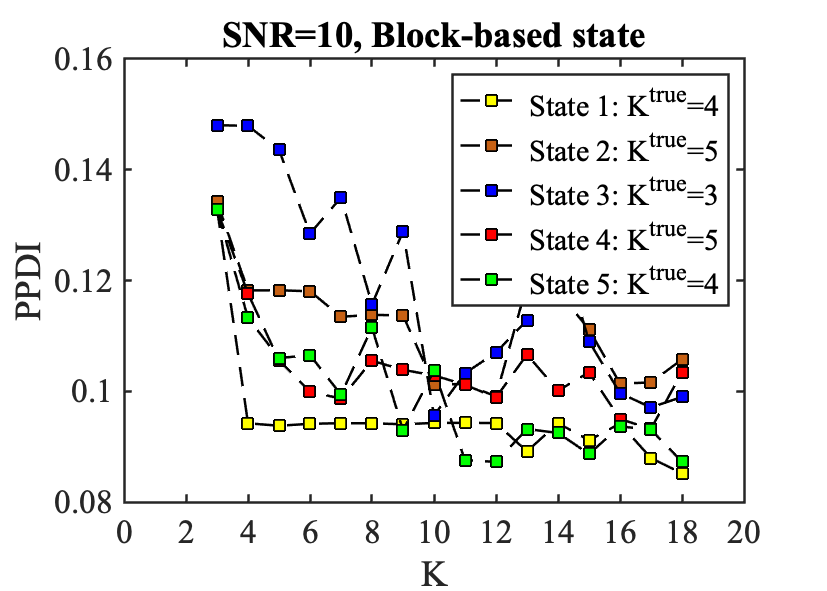 SNR=10, Block-based state
0.16
0.14
0.12
0.1
0.08
PPDI
State 1: K^true=4
State 2: K^true=5
State 3: K^true=3
State 4: K^true=5
State 5: K^true=4
0 2 4 6 8 10 12 14 16 18 20
K